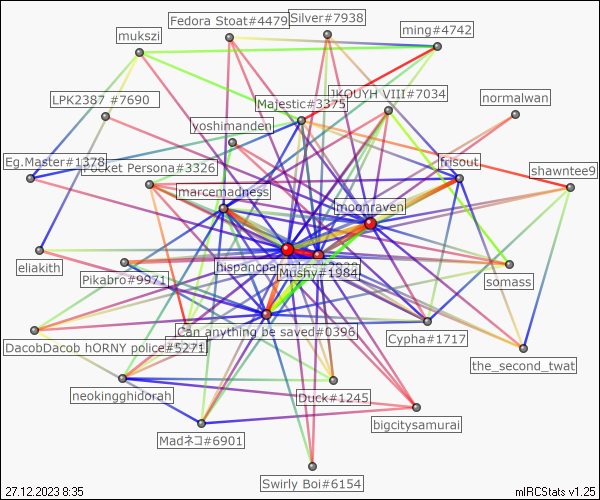 Fedora Stoat#4479
Silver#7938
ming#4742
mukszi
LPK2387 #7690
Majestic#3375
JKOUYH VIII#7034
normalwan
yoshimanden
Eg.Master#1378
Pocket Persona#3326
frisout
shawntee9
marcemadness
moonraven
eliakith
hispanopa
Mushy#1984
Pikabro#9971
somass
Can anything be saved#0396
DacobDacob hORNY police#5271
Cypha#1717
the_second_twat
neokingghidorah
Duck#1245
bigcitysamurai
Madネコ#6901
Swirly Boi#6154
27.12.2023 8:35
mIRCStats v1.25